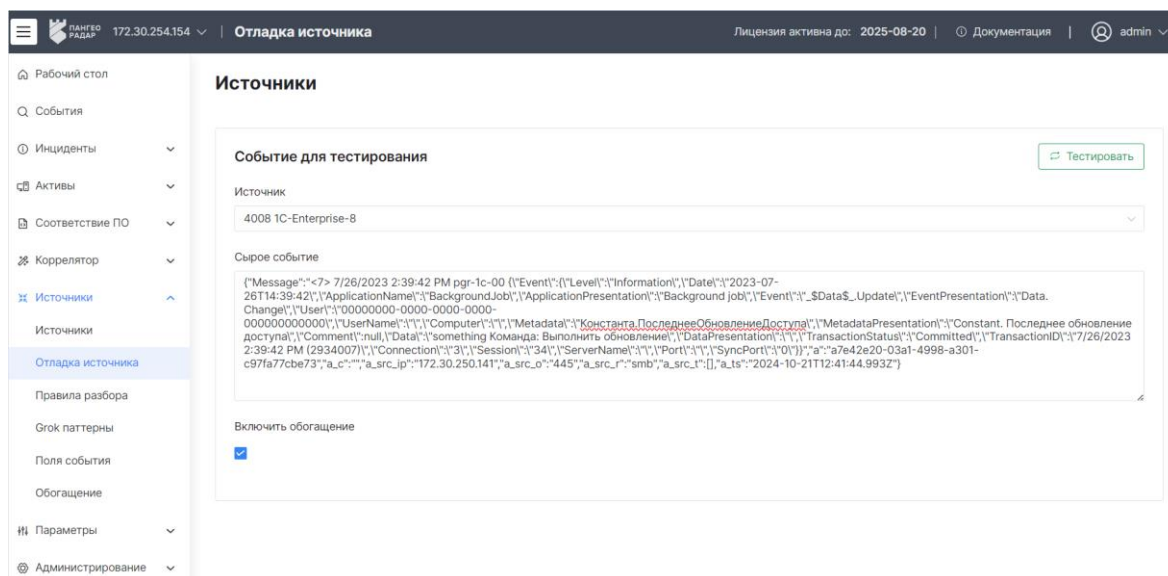 ПАНГЕО РАДАР 172.30.254.154 | Отладка источника Лицензия активна до: 2025-08-20 | Документация | admin
Рабочий стол
События
Инциденты
Активы
Соответствие ПО
Коррелятор
Источники
Источники
Отладка источника
Правила разбора
Grok паттерны
Поля события
Обогащение
Параметры
Администрирование
Источники
Событие для тестирования
Тестировать
Источник
4008 1C-Enterprise-8
Сырое событие
{"Message":"<7> 7/26/2023 2:39:42 PM pgr-1c-00 {\"Event\":{\"Level\":\"Information\",\"Date\":\"2023-07-
26T14:39:42\",\"ApplicationName\":\"BackgroundJob\",\"ApplicationPresentation\":\"Background job\",\"Event\":\"_$Data$_.Update\",\"EventPresentation\":\"Data.
Change\",\"User\":\"00000000-0000-0000-0000-
000000000000\",\"UserName\":\"\",\"Computer\":\"\",\"Metadata\":\"Константа.ПоследнееОбновлениеДоступа\",\"MetadataPresentation\":\"Constant. Последнее обновление
доступа\",\"Comment\":null,\"Data\":\"something Команда: Выполнить обновление\",\"DataPresentation\":\"\",\"TransactionStatus\":\"Committed\",\"TransactionID\":\"7/26/2023
2:39:42 PM (2934007)\",\"Connection\":\"3\",\"Session\":\"34\",\"ServerName\":\"\",\"Port\":\"\",\"SyncPort\":\"0\"}}","a":"a7e42e20-03a1-4998-a301-
c97fa77cbe73","a_c":"","a_src_ip":"172.30.250.141","a_src_o":"445","a_src_r":"smb","a_src_t":[],"a_ts":"2024-10-21T12:41:44.993Z"}
Включить обогащение